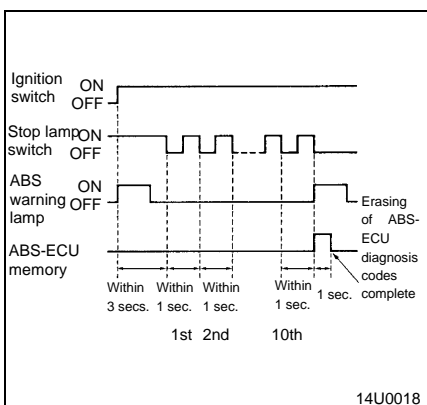 Ignition switch ON OFF
Stop lamp switch ON OFF
ABS warning lamp ON OFF
ABS-ECU memory
Erasing of ABS-ECU diagnosis codes complete
Within 3 secs.
Within 1 sec.
Within 1 sec.
Within 1 sec.
1 sec.
1st 2nd 10th
14U0018